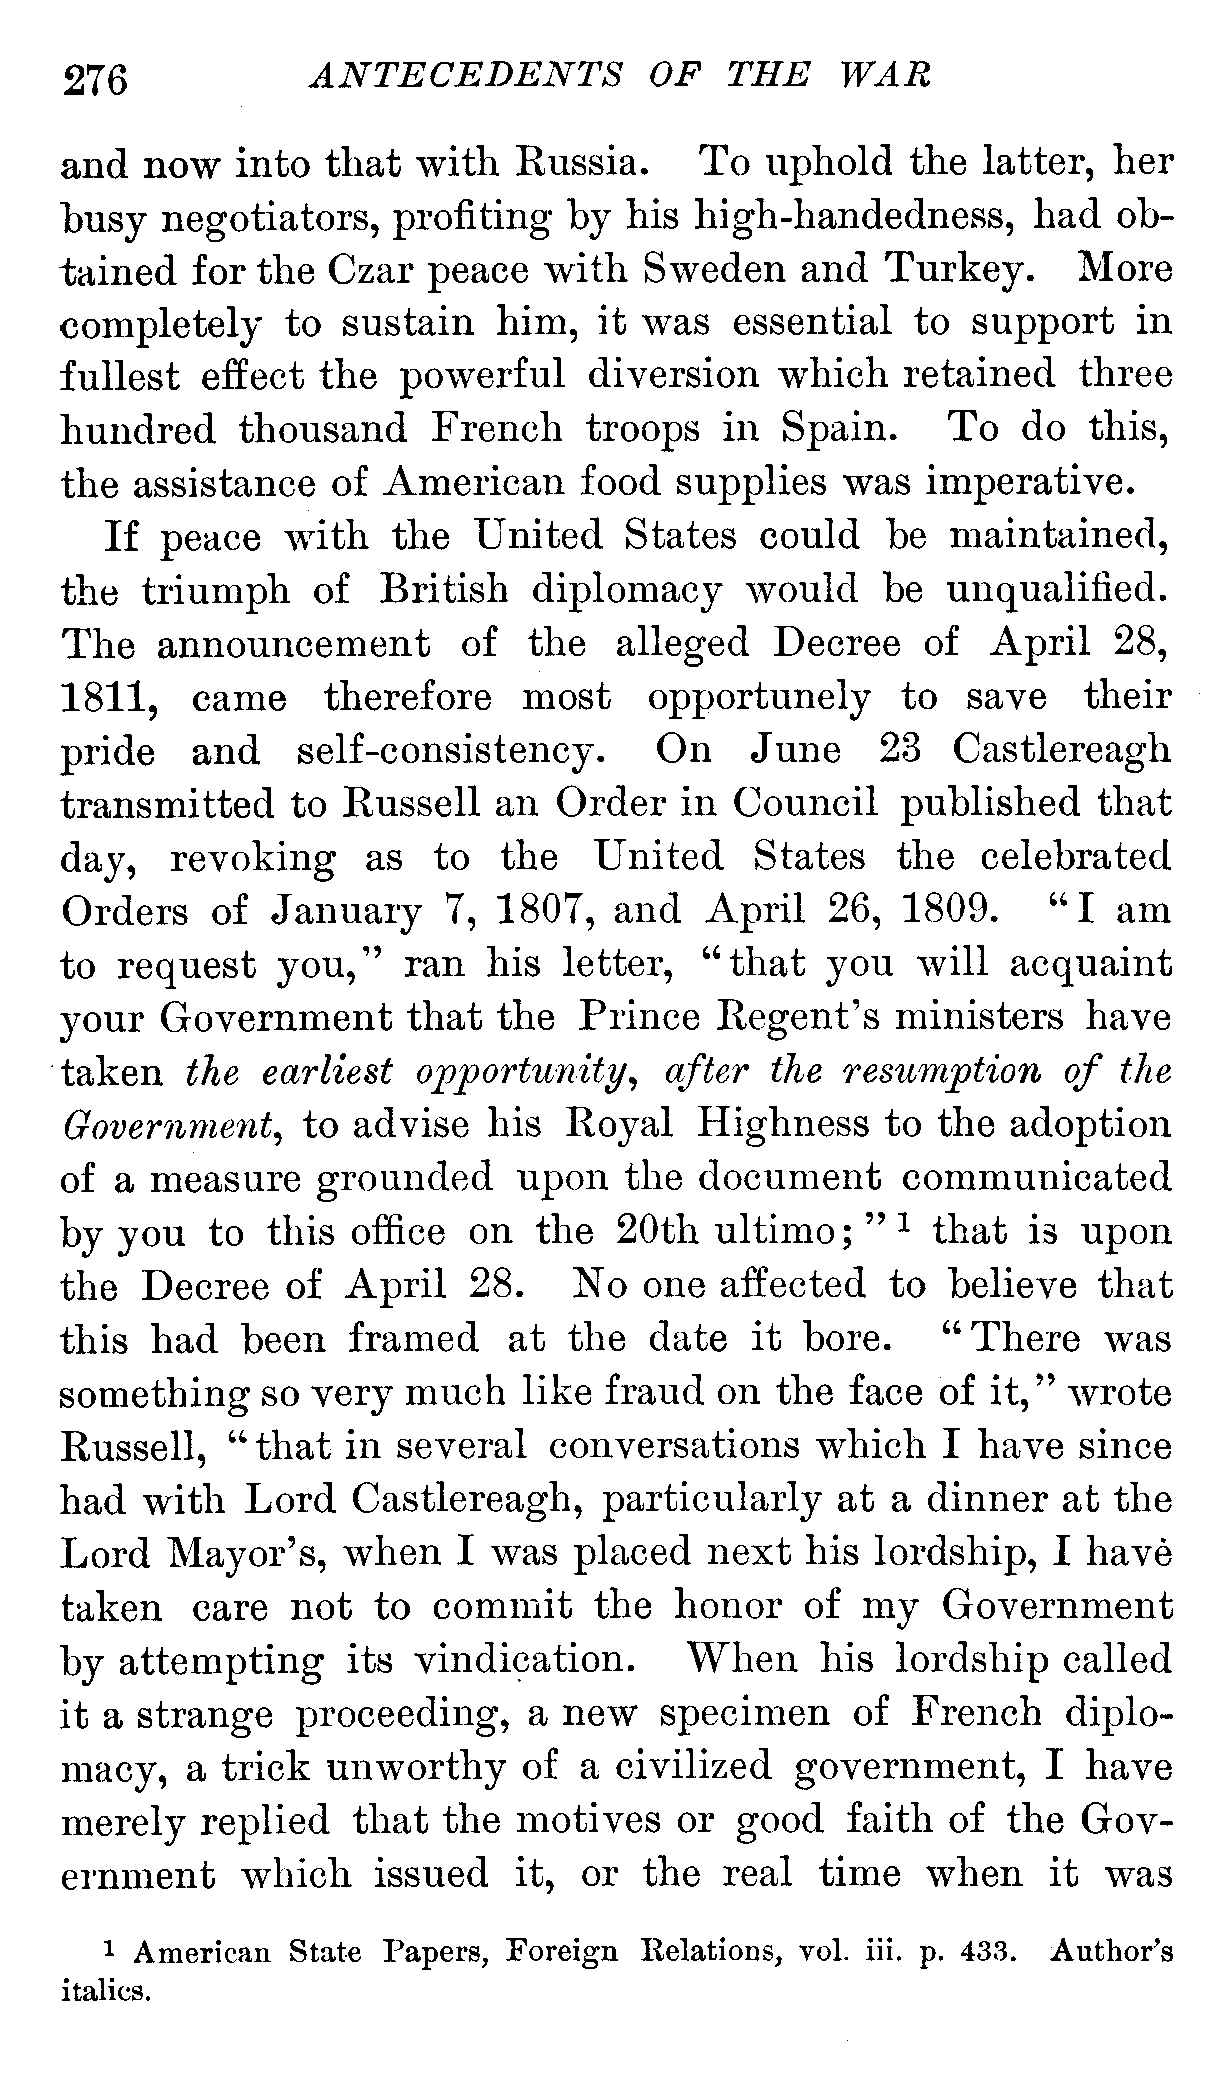 276 ANTECEDENTS OF THE WAR
and now into that with Russia. To uphold the latter, her
busy negotiators, profiting by his high-handedness, had ob-
tained for the Czar peace with Sweden and Turkey. More
completely to sustain him, it was essential to support in
fullest effect the powerful diversion which retained three
hundred thousand French troops in Spain. To do this,
the assistance of American food supplies was imperative.
If peace with the United States could be maintained,
the triumph of British diplomacy would be unqualified.
The announcement of the alleged Decree of April 28,
1811, came therefore most opportunely to save their
pride and self-consistency. On June 23 Castlereagh
transmitted to Russell an Order in Council published that
day, revoking as to the United States the celebrated
Orders of January 7, 1807, and April 26, 1809. “I am
to request you,” ran his letter, “that you will acquaint
your Government that the Prince Regent’s ministers have
taken the earliest opportunity, after the resumption of the
Government, to advise his Royal Highness to the adoption
of a measure grounded upon the document communicated
by you to this office on the 20th ultimo;” 1 that is upon
the Decree of April 28. No one affected to believe that
this had been framed at the date it bore. “There was
something so very much like fraud on the face of it,” wrote
Russell, “that in several conversations which I have since
had with Lord Castlereagh, particularly at a dinner at the
Lord Mayor’s, when I was placed next his lordship, I have
taken care not to commit the honor of my Government
by attempting its vindication. When his lordship called
it a strange proceeding, a new specimen of French diplo-
macy, a trick unworthy of a civilized government, I have
merely replied that the motives or good faith of the Gov-
ernment which issued it, or the real time when it was
1 American State Papers, Foreign Relations, vol. iii. p. 433. Author’s
italics.